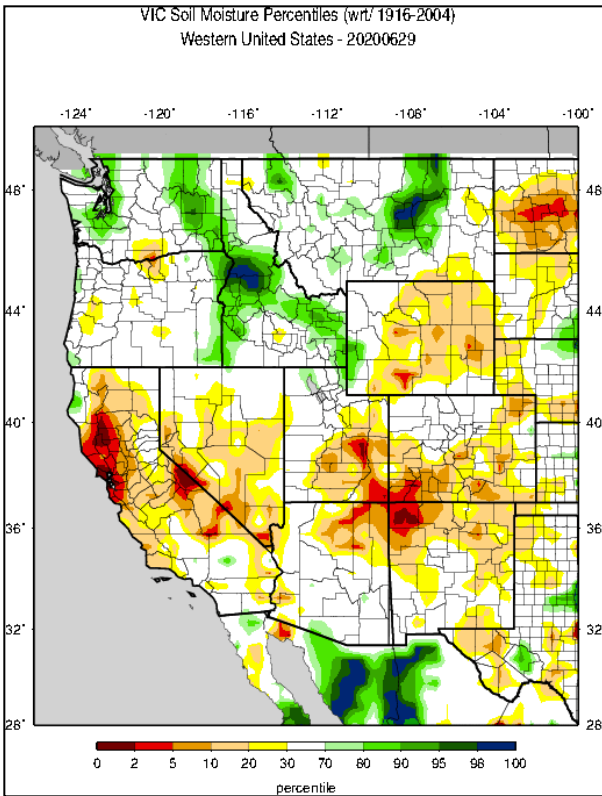 VIC Soil Moisture Percentiles (wrt/ 1916-2004)
Western United States - 20200629
-124° -120° -116° -112° -108° -104° -100°
48° 48
44° 44
40° 40
36° 36
32° 32
28° 28
0 2 5 10 20 30 70 80 90 95 98 100
percentile